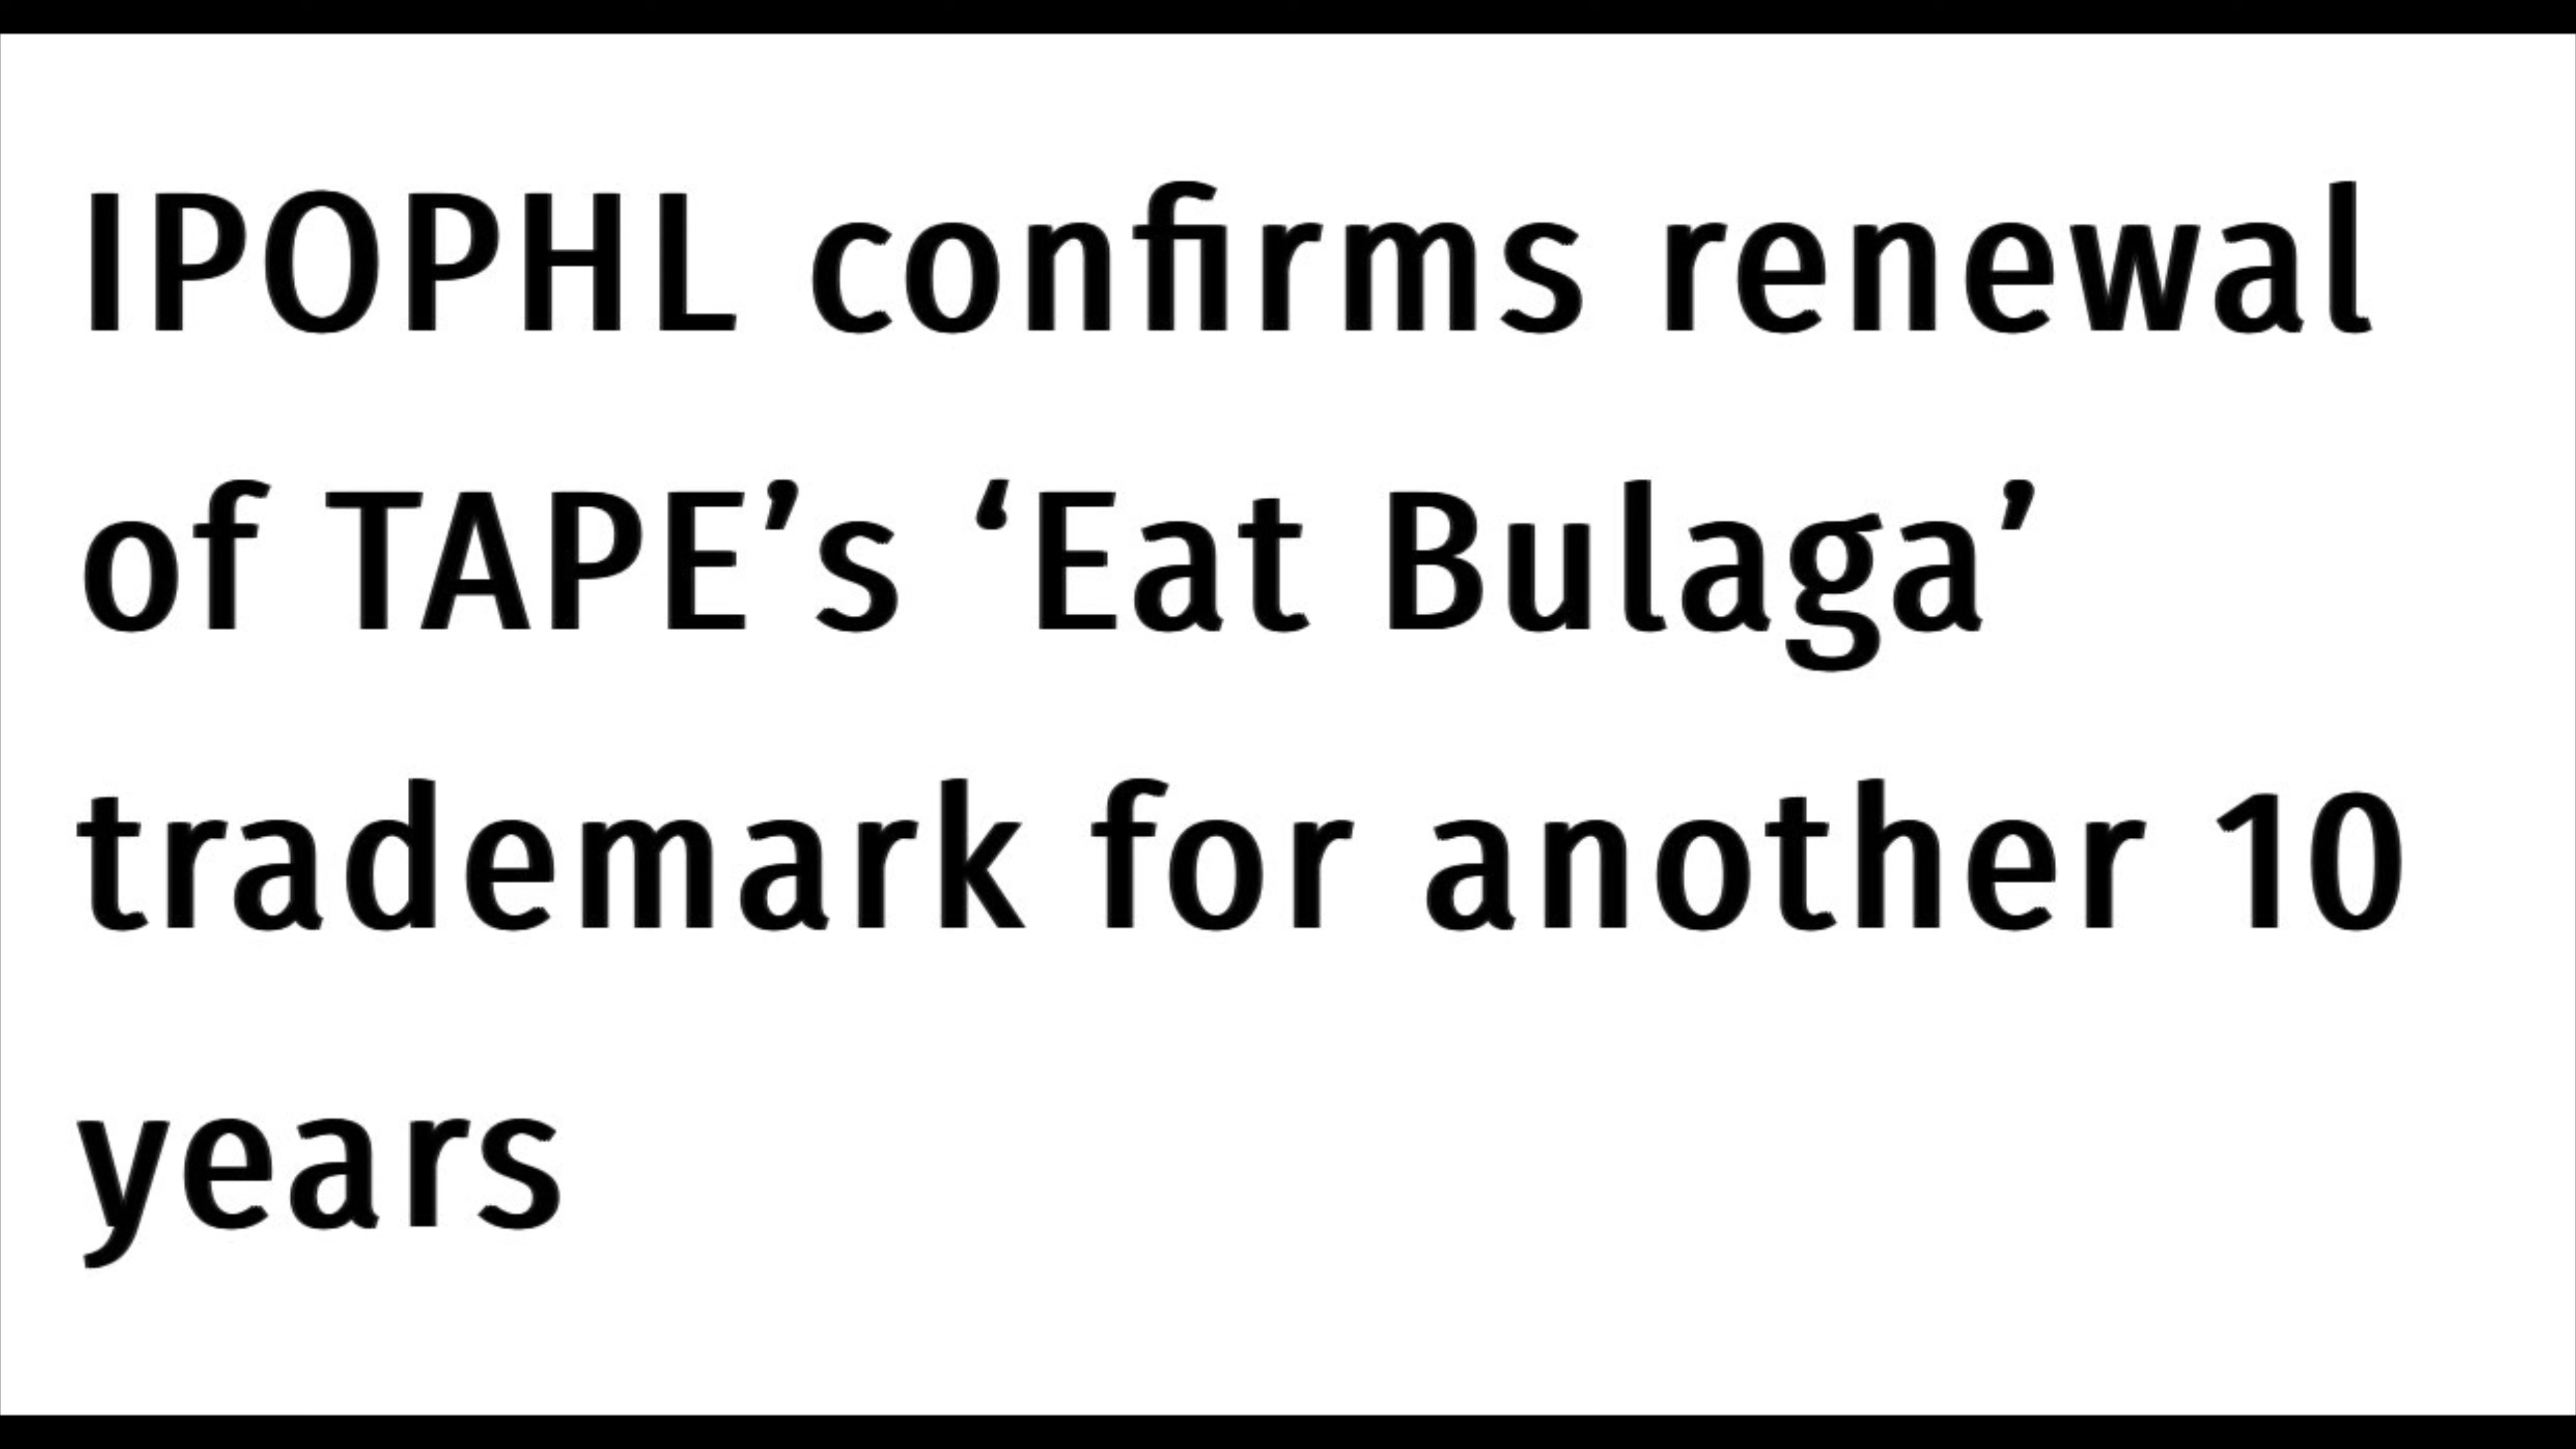 IPOPHL confirms renewal
of TAPE’s ‘Eat Bulaga’
trademark for another 10
years